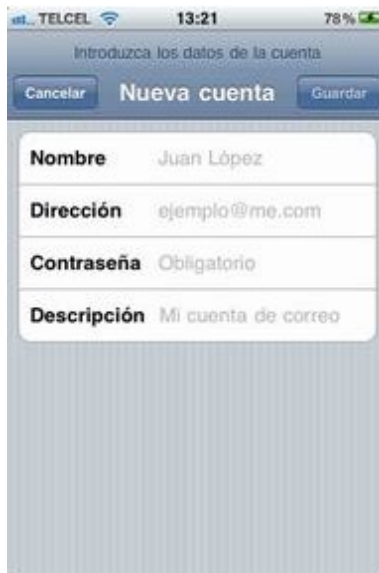 TELCEL 13:21 78%
Introduzca los datos de la cuenta
Cancelar Nueva cuenta Guardar
Nombre Juan López
Dirección ejemplo@me.com
Contraseña Obligatorio
Descripción Mi cuenta de correo